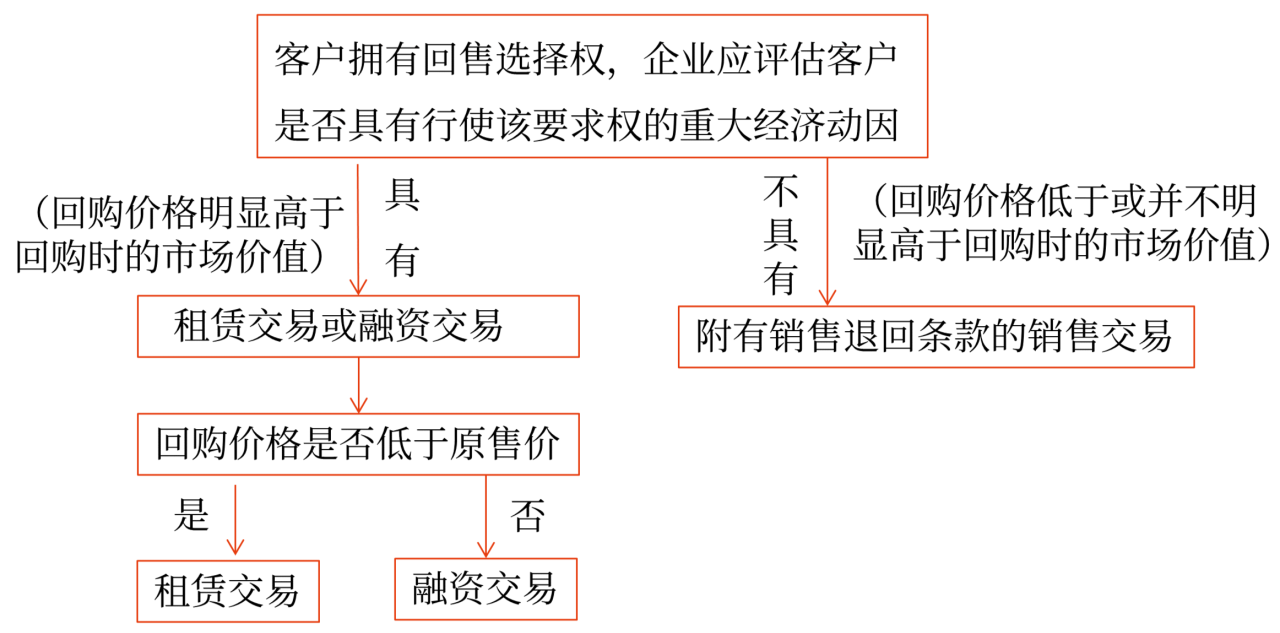 客户拥有回售选择权，企业应评估客户
是否具有行使该要求权的重大经济动因
（回购价格明显高于
回购时的市场价值）
具
有
不
具
有
（回购价格低于或并不明
显高于回购时的市场价值）
租赁交易或融资交易
附有销售退回条款的销售交易
回购价格是否低于原售价
是
否
租赁交易
融资交易